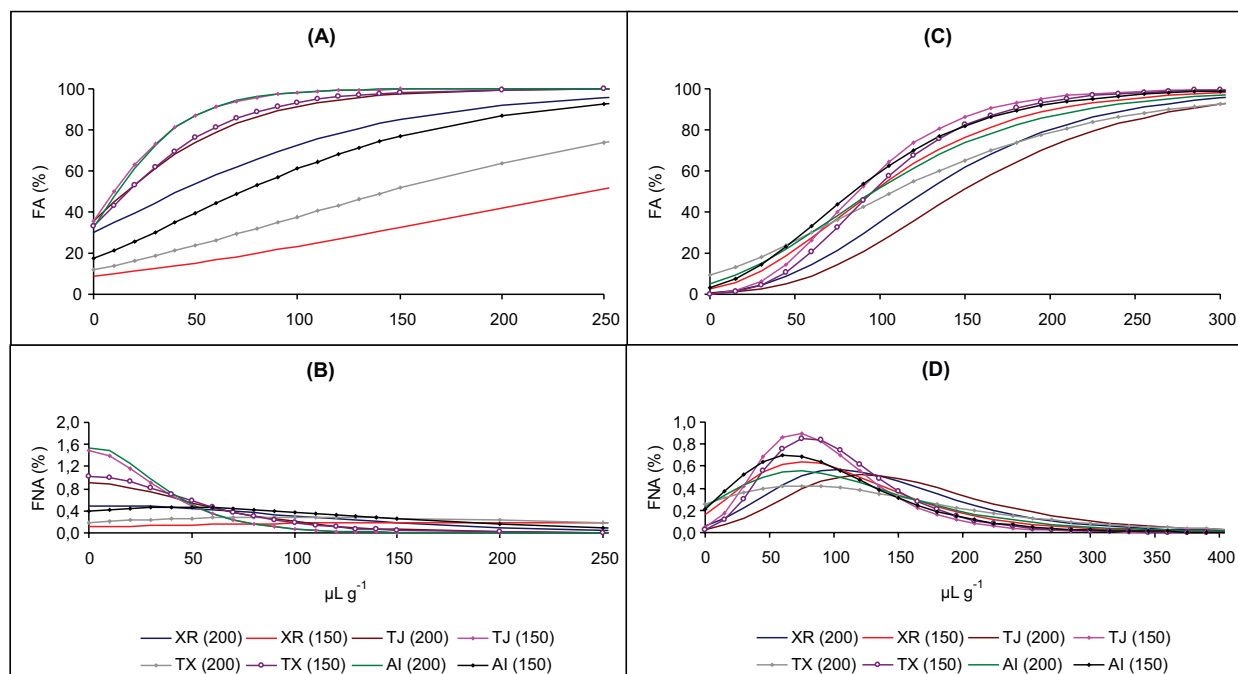 (A)
100
80
60
40
20
0
FA (%)
0 50 100 150 200 250
(C)
100
80
60
40
20
0
FA (%)
0 50 100 150 200 250 300
(B)
2,0
1,6
1,2
0,8
0,4
0,0
FNA (%)
0 50 100 150 200 250
µL g-1
XR (200) XR (150) TJ (200) TJ (150)
TX (200) TX (150) AI (200) AI (150)
(D)
1,0
0,8
0,6
0,4
0,2
0,0
FNA (%)
0 50 100 150 200 250 300 350 400
µL g-1
XR (200) XR (150) TJ (200) TJ (150)
TX (200) TX (150) AI (200) AI (150)